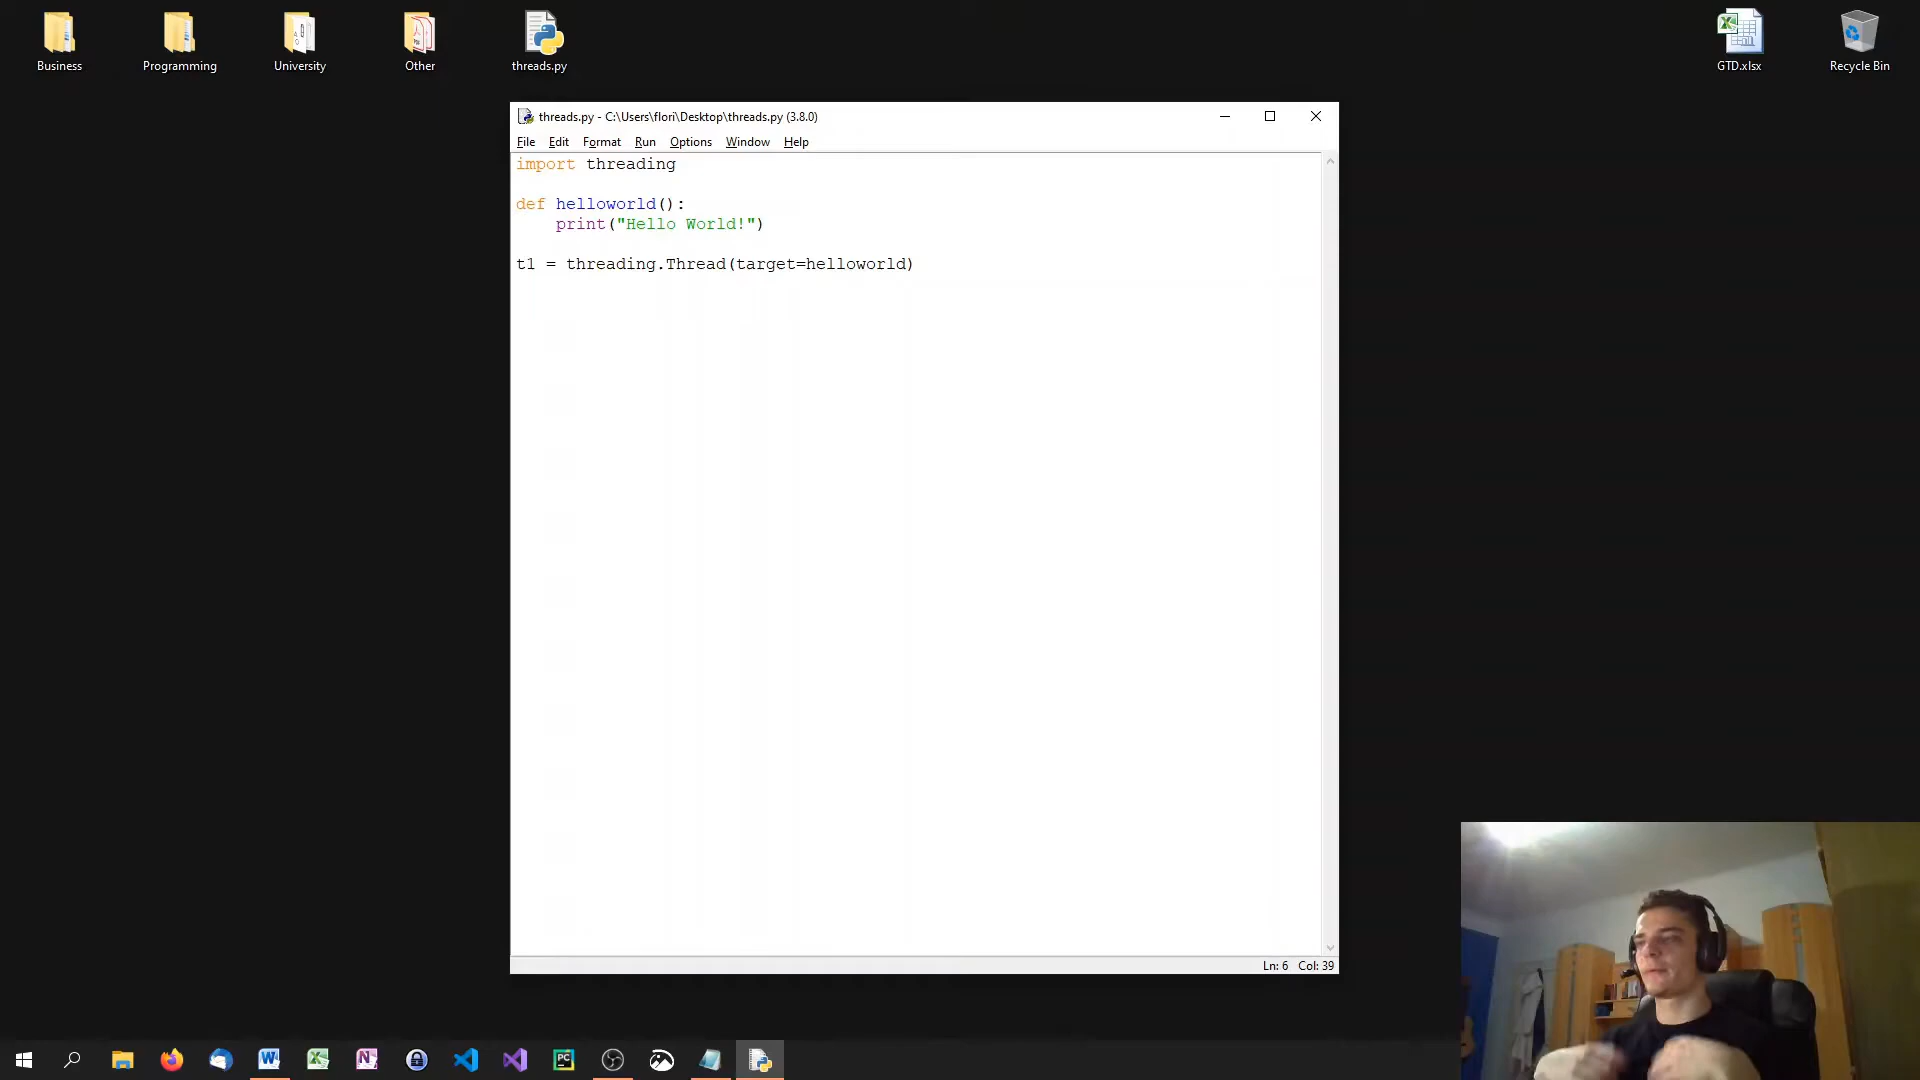 Business
Programming
University
Other
threads.py
GTD.xlsx
Recycle Bin
threads.py - C:\Users\flori\Desktop\threads.py (3.8.0)
File Edit Format Run Options Window Help
import threading
def helloworld():
    print("Hello World!")
t1 = threading.Thread(target=helloworld)
Ln: 6 Col: 39